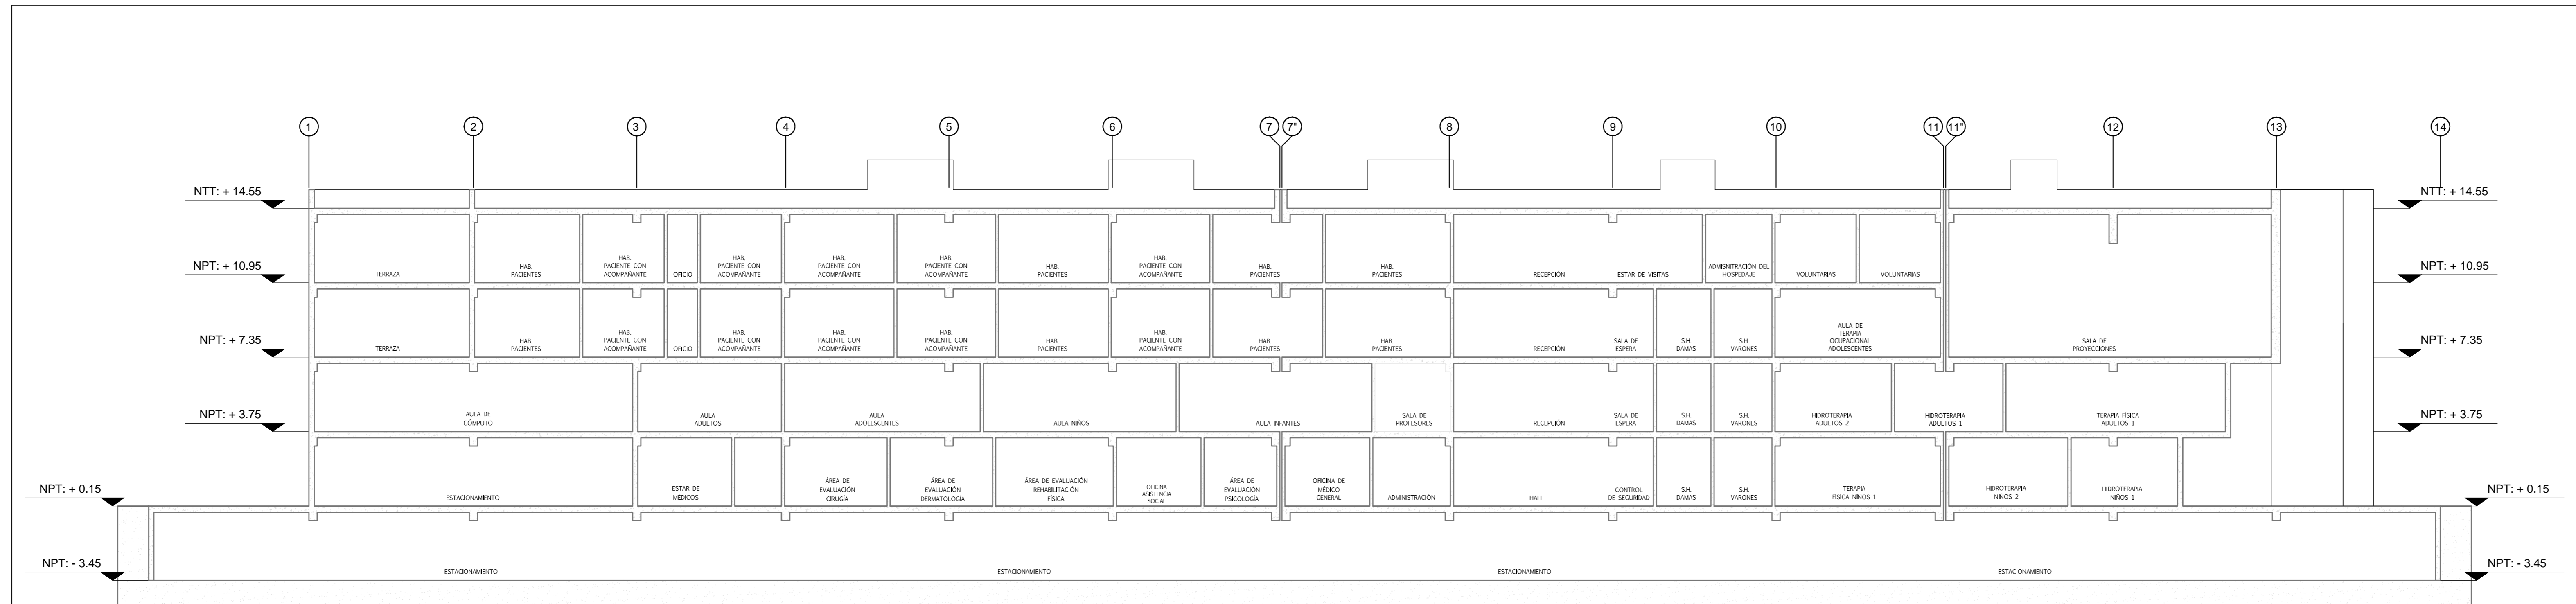 1 2 3 4 5 6 7 7" 8 9 10 11 11" 12 13 14
NTT: + 14.55
NTT: + 14.55
NPT: + 10.95
NPT: + 10.95
TERRAZA
HAB.
PACIENTES
HAB.
PACIENTE CON
ACOMPAÑANTE
OFICIO
HAB.
PACIENTE CON
ACOMPAÑANTE
HAB.
PACIENTE CON
ACOMPAÑANTE
HAB.
PACIENTE CON
ACOMPAÑANTE
HAB.
PACIENTES
HAB.
PACIENTE CON
ACOMPAÑANTE
HAB.
PACIENTES
HAB.
PACIENTES
RECEPCIÓN
ESTAR DE VISITAS
ADMISNITRACIÓN DEL
HOSPEDAJE
VOLUNTARIAS
VOLUNTARIAS
NPT: + 7.35
NPT: + 7.35
TERRAZA
HAB.
PACIENTES
HAB.
PACIENTE CON
ACOMPAÑANTE
OFICIO
HAB.
PACIENTE CON
ACOMPAÑANTE
HAB.
PACIENTE CON
ACOMPAÑANTE
HAB.
PACIENTE CON
ACOMPAÑANTE
HAB.
PACIENTES
HAB.
PACIENTE CON
ACOMPAÑANTE
HAB.
PACIENTES
HAB.
PACIENTES
RECEPCIÓN
SALA DE
ESPERA
S.H.
DAMAS
S.H.
VARONES
AULA DE
TERAPIA
OCUPACIONAL
ADOLESCENTES
SALA DE
PROYECCIONES
NPT: + 3.75
NPT: + 3.75
AULA DE
CÓMPUTO
AULA
ADULTOS
AULA
ADOLESCENTES
AULA NIÑOS
AULA INFANTES
SALA DE
PROFESORES
RECEPCIÓN
SALA DE
ESPERA
S.H.
DAMAS
S.H.
VARONES
HIDROTERAPIA
ADULTOS 2
HIDROTERAPIA
ADULTOS 1
TERAPIA FÍSICA
ADULTOS 1
NPT: + 0.15
NPT: + 0.15
ESTACIONAMIENTO
ESTAR DE
MÉDICOS
ÁREA DE
EVALUACIÓN
CIRUGÍA
ÁREA DE
EVALUACIÓN
DERMATOLOGÍA
ÁREA DE EVALUACIÓN
REHABILITACIÓN
FÍSICA
OFICINA
ASISTENCIA
SOCIAL
ÁREA DE
EVALUACIÓN
PSICOLOGÍA
OFICINA DE
MÉDICO
GENERAL
ADMINISTRACIÓN
HALL
CONTROL
DE SEGURIDAD
S.H.
DAMAS
S.H.
VARONES
TERAPIA
FISICA NIÑOS 1
HIDROTERAPIA
NIÑOS 2
HIDROTERAPIA
NIÑOS 1
NPT: - 3.45
NPT: - 3.45
ESTACIONAMIENTO
ESTACIONAMIENTO
ESTACIONAMIENTO
ESTACIONAMIENTO